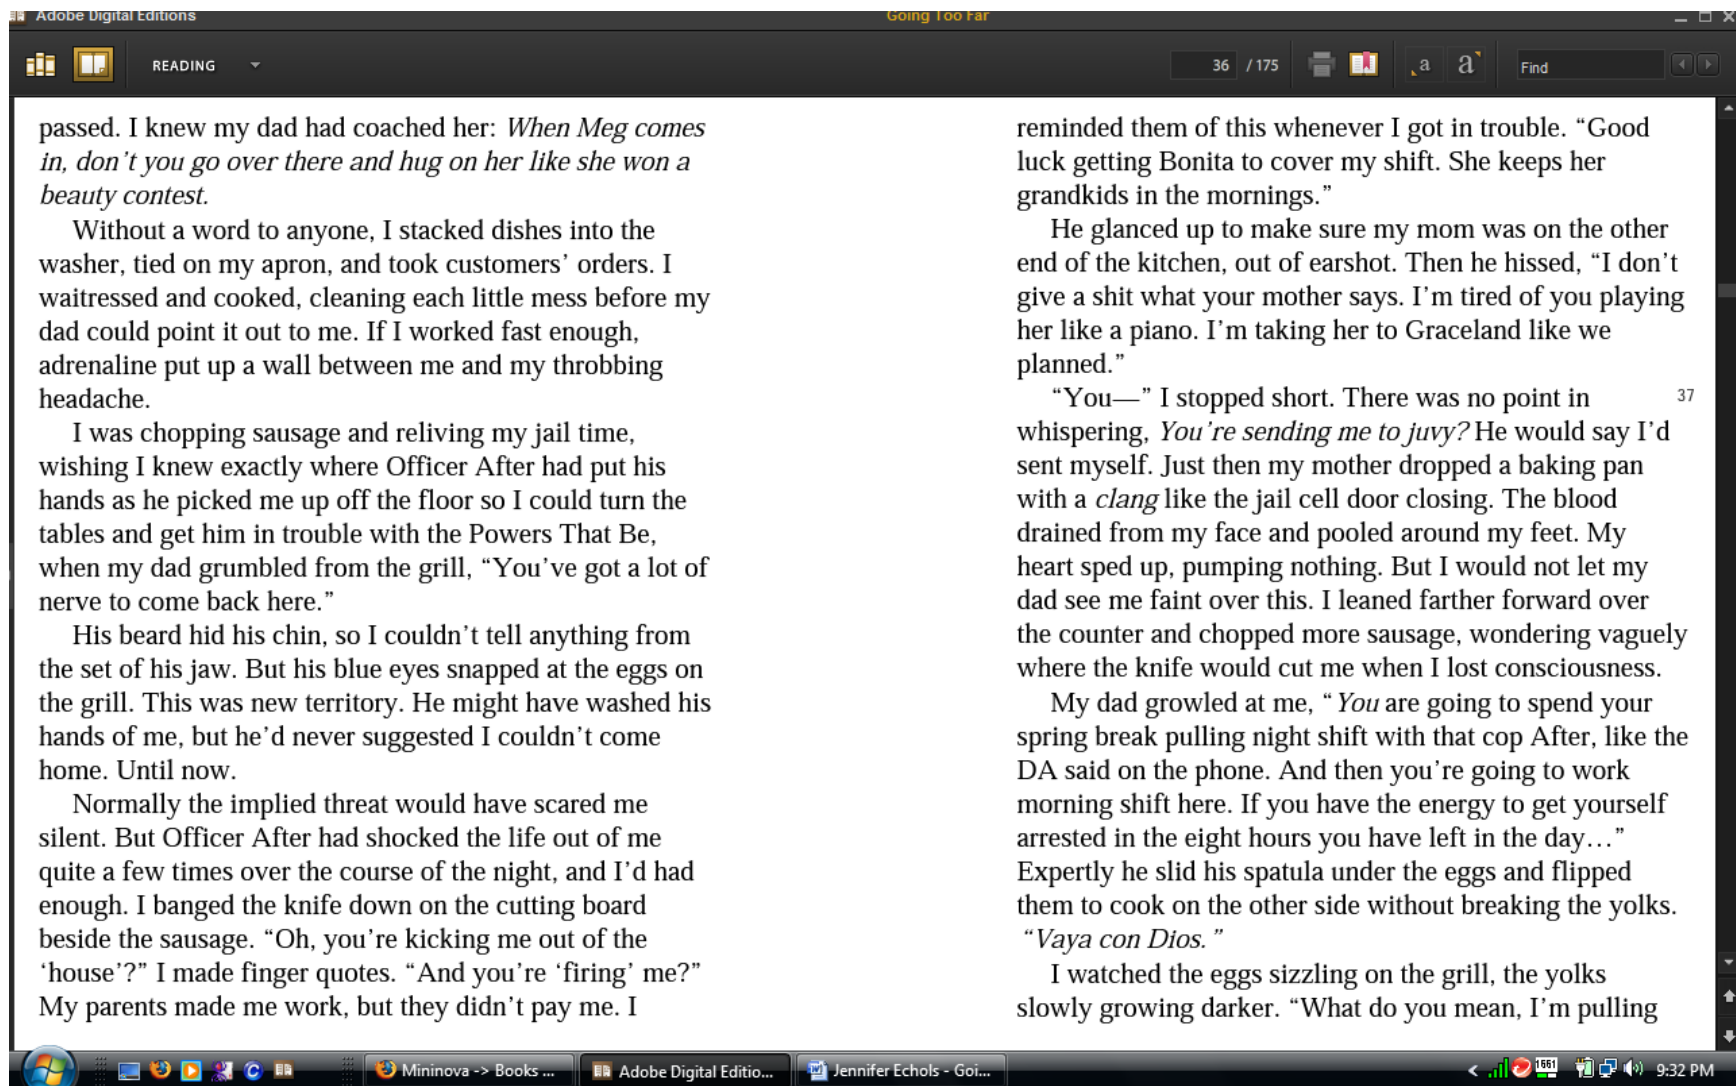 Adobe Digital Editions
Going Too Far
READING
36 / 175
a
a
Find
passed. I knew my dad had coached her: When Meg comes
in, don’t you go over there and hug on her like she won a
beauty contest.
Without a word to anyone, I stacked dishes into the
washer, tied on my apron, and took customers’ orders. I
waitressed and cooked, cleaning each little mess before my
dad could point it out to me. If I worked fast enough,
adrenaline put up a wall between me and my throbbing
headache.
I was chopping sausage and reliving my jail time,
wishing I knew exactly where Officer After had put his
hands as he picked me up off the floor so I could turn the
tables and get him in trouble with the Powers That Be,
when my dad grumbled from the grill, “You’ve got a lot of
nerve to come back here.”
His beard hid his chin, so I couldn’t tell anything from
the set of his jaw. But his blue eyes snapped at the eggs on
the grill. This was new territory. He might have washed his
hands of me, but he’d never suggested I couldn’t come
home. Until now.
Normally the implied threat would have scared me
silent. But Officer After had shocked the life out of me
quite a few times over the course of the night, and I’d had
enough. I banged the knife down on the cutting board
beside the sausage. “Oh, you’re kicking me out of the
‘house’?” I made finger quotes. “And you’re ‘firing’ me?”
My parents made me work, but they didn’t pay me. I
reminded them of this whenever I got in trouble. “Good
luck getting Bonita to cover my shift. She keeps her
grandkids in the mornings.”
He glanced up to make sure my mom was on the other
end of the kitchen, out of earshot. Then he hissed, “I don’t
give a shit what your mother says. I’m tired of you playing
her like a piano. I’m taking her to Graceland like we
planned.”
“You—” I stopped short. There was no point in
37
whispering, You’re sending me to juvy? He would say I’d
sent myself. Just then my mother dropped a baking pan
with a clang like the jail cell door closing. The blood
drained from my face and pooled around my feet. My
heart sped up, pumping nothing. But I would not let my
dad see me faint over this. I leaned farther forward over
the counter and chopped more sausage, wondering vaguely
where the knife would cut me when I lost consciousness.
My dad growled at me, “You are going to spend your
spring break pulling night shift with that cop After, like the
DA said on the phone. And then you’re going to work
morning shift here. If you have the energy to get yourself
arrested in the eight hours you have left in the day…”
Expertly he slid his spatula under the eggs and flipped
them to cook on the other side without breaking the yolks.
“Vaya con Dios.”
I watched the eggs sizzling on the grill, the yolks
slowly growing darker. “What do you mean, I’m pulling
Mininova -> Books ...
Adobe Digital Editio...
Jennifer Echols - Goi...
1661
9:32 PM